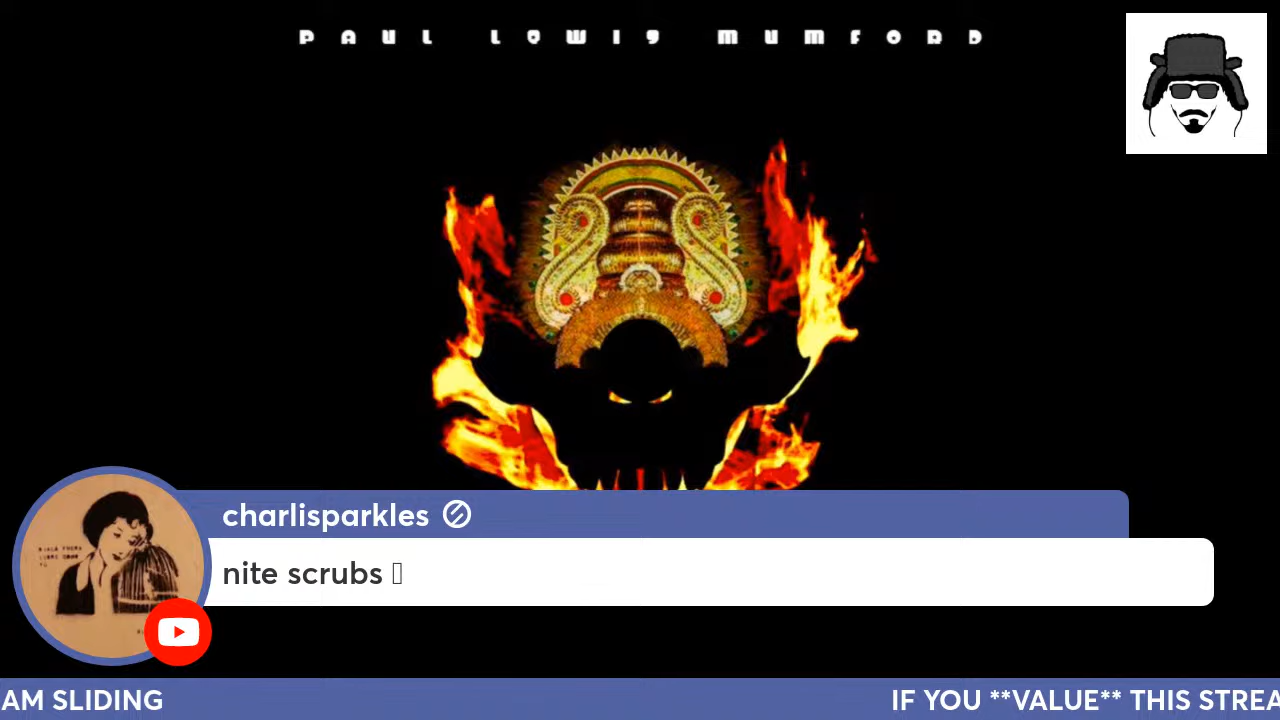 PAUL LEWIS MUMFORD
charlisparkles
nite scrubs
AM SLIDING IF YOU **VALUE** THIS STREA